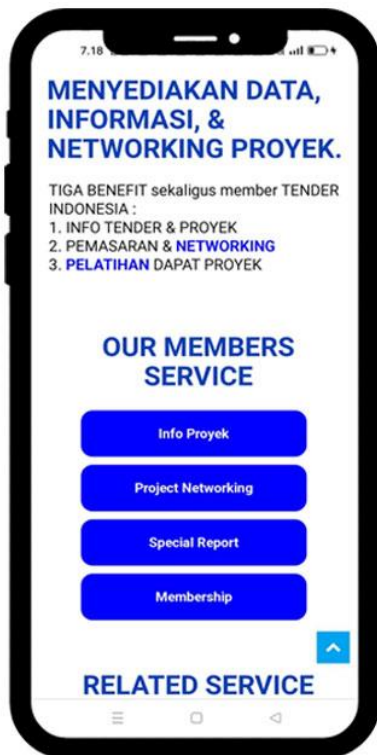 7.18
MENYEDIAKAN DATA,
INFORMASI, &
NETWORKING PROYEK.
TIGA BENEFIT sekaligus member TENDER
INDONESIA :
1. INFO TENDER & PROYEK
2. PEMASARAN & NETWORKING
3. PELATIHAN DAPAT PROYEK
OUR MEMBERS
SERVICE
Info Proyek
Project Networking
Special Report
Membership
RELATED SERVICE